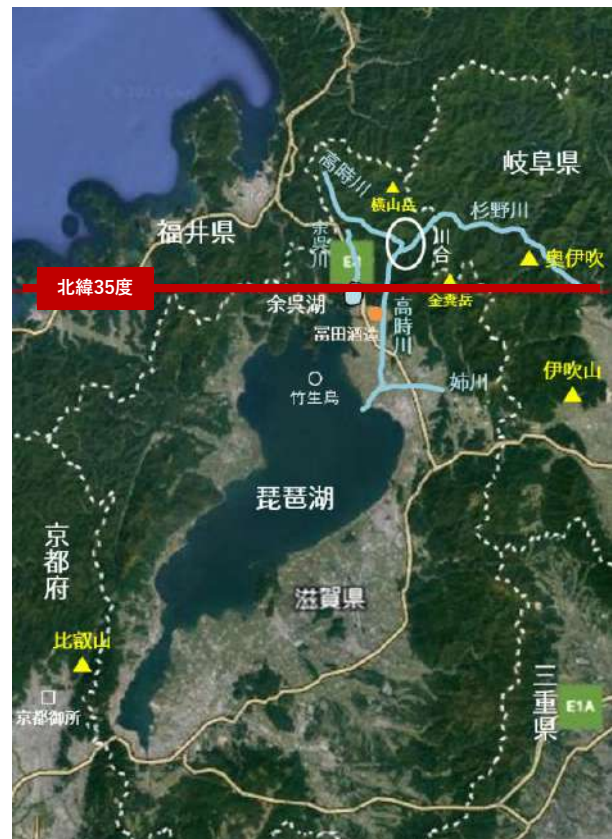 岐阜県
高時川
横山岳
杉野川
福井県
余呉川
川合
奥伊吹
北緯35度
金糞岳
余呉湖
高時川
冨田酒造
伊吹山
姉川
竹生島
琵琶湖
京都府
滋賀県
比叡山
三重県
E1A
京都御所